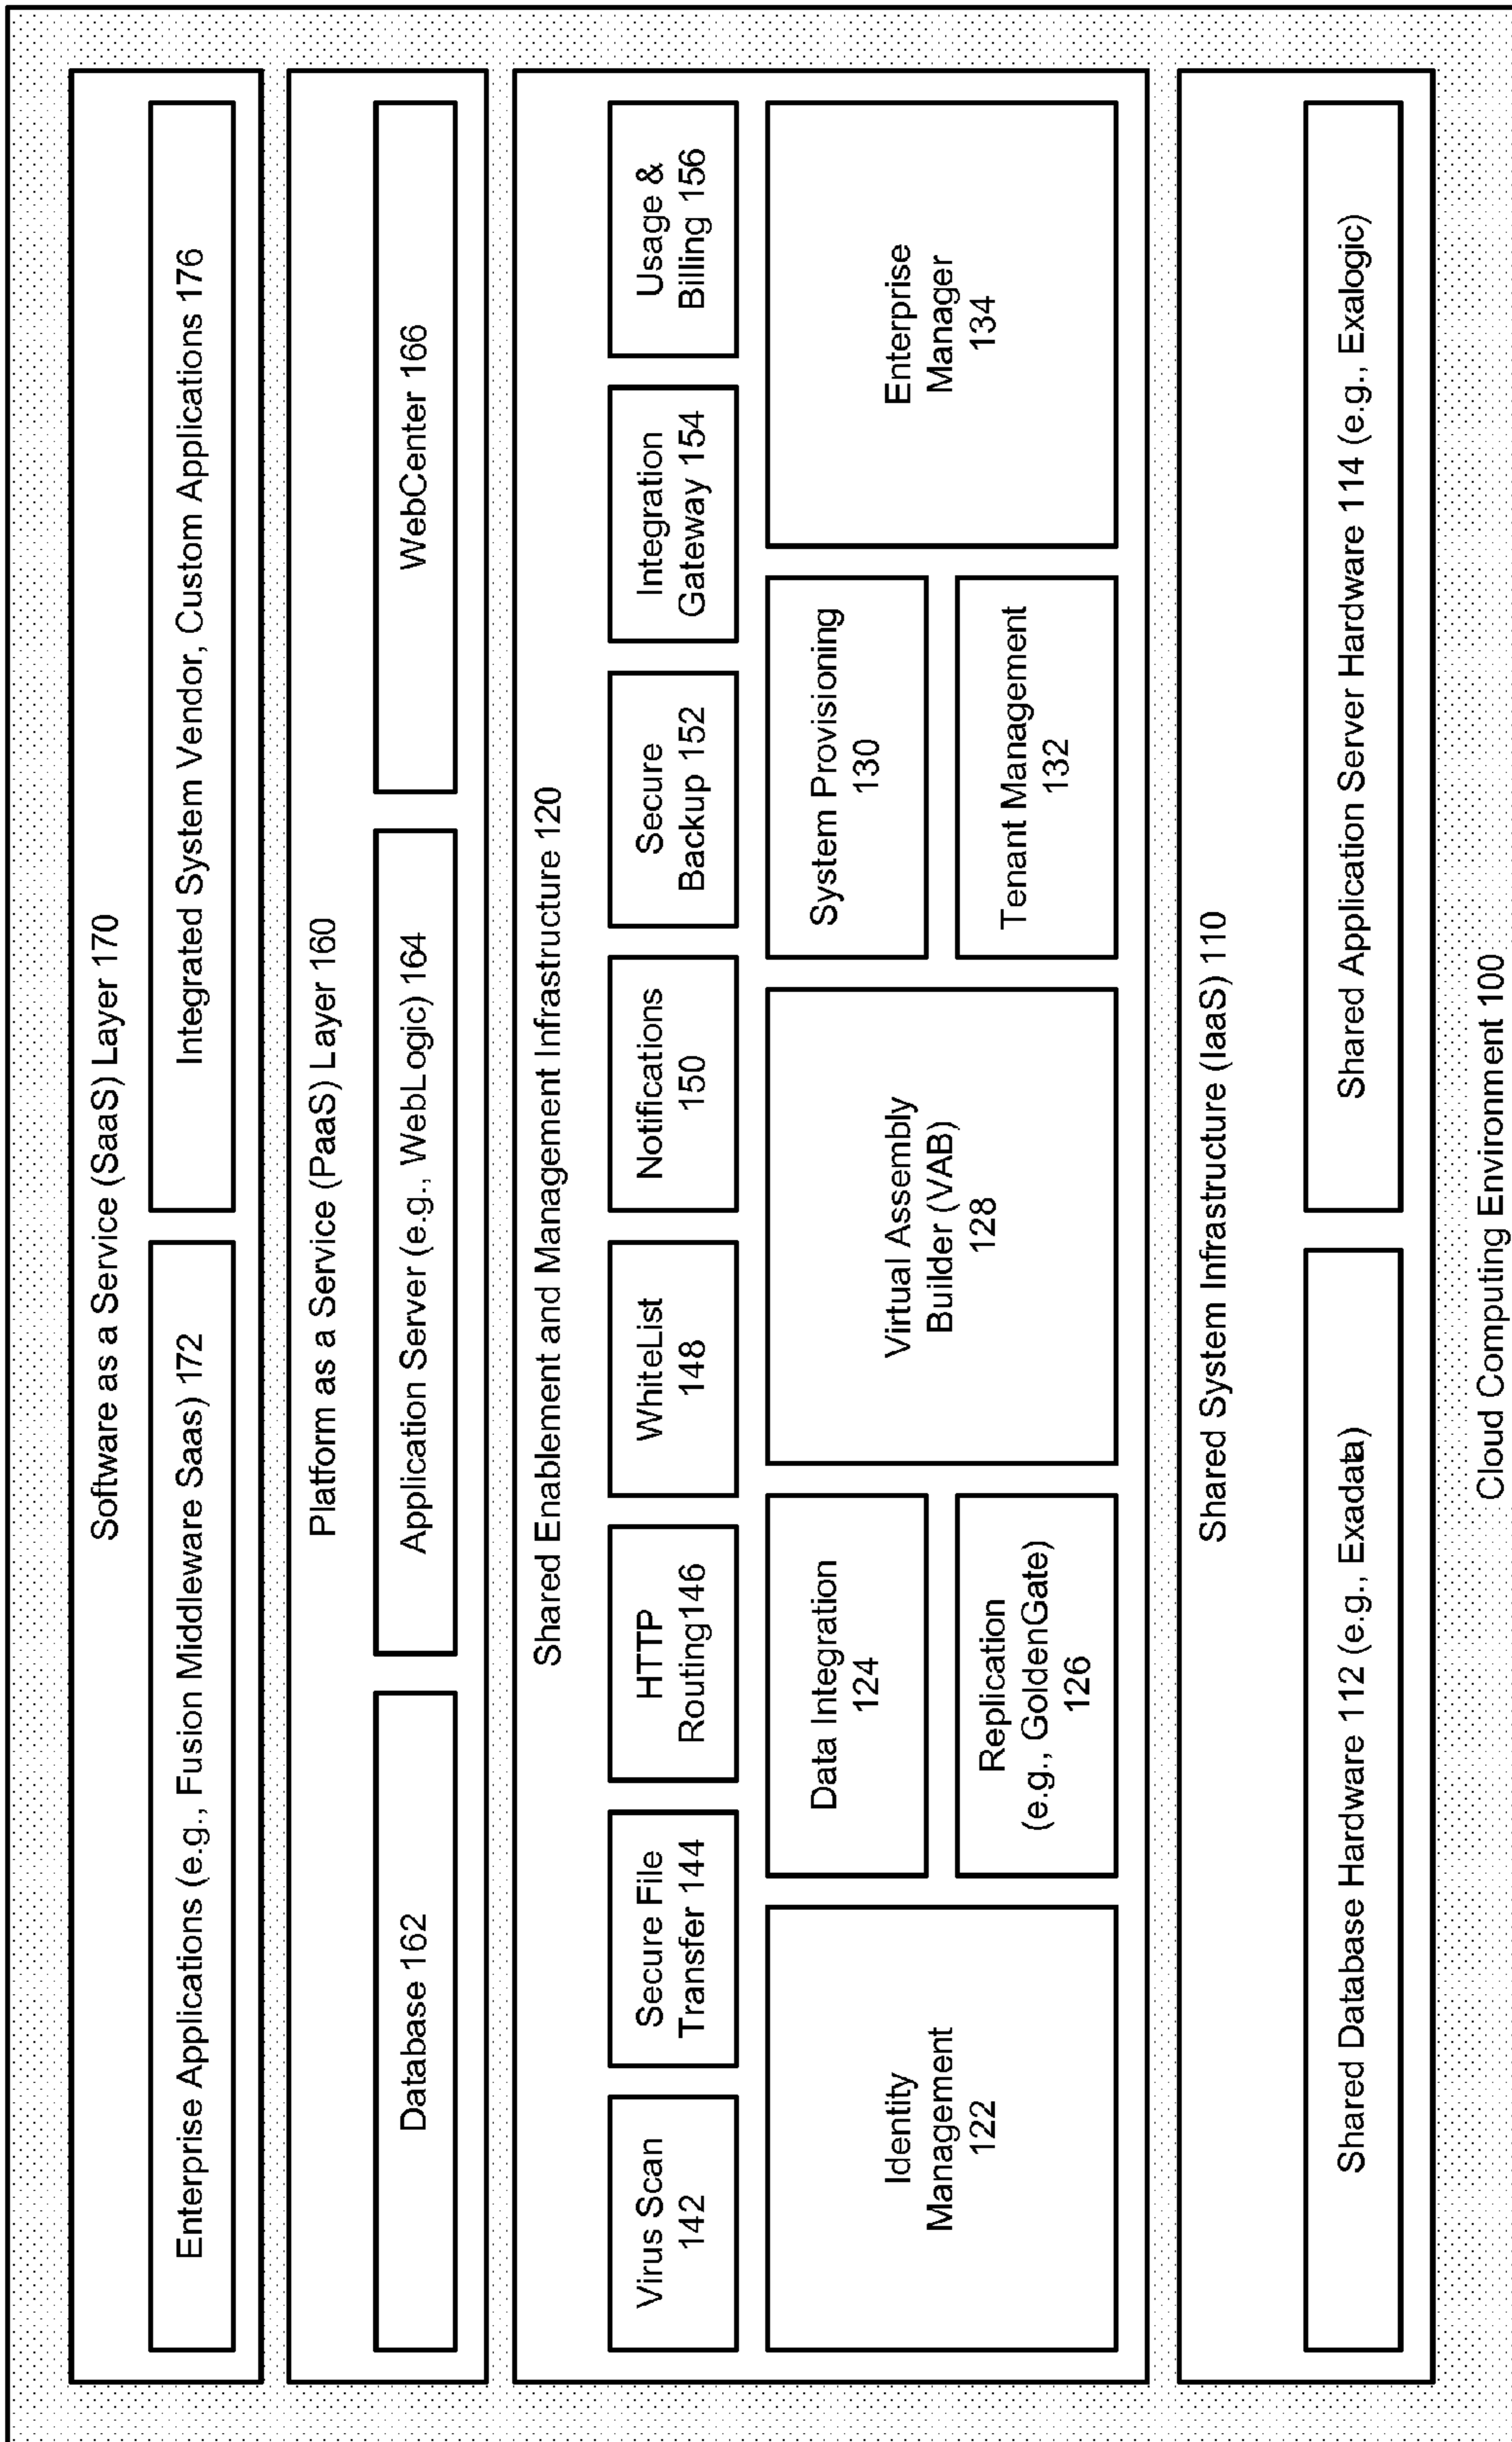 Software as a Service (SaaS) Layer 170
Enterprise Applications (e.g., Fusion Middleware Saas) 172
Integrated System Vendor, Custom Applications 176
Platform as a Service (PaaS) Layer 160
Database 162
Application Server (e.g., WebLogic) 164
WebCenter 166
Shared Enablement and Management Infrastructure 120
Virus Scan
142
Secure File
Transfer 144
HTTP
Routing146
WhiteList
148
Notifications
150
Secure
Backup 152
Integration
Gateway 154
Usage &
Billing 156
Identity
Management
122
Data Integration
124
Replication
(e.g., GoldenGate)
126
Virtual Assembly
Builder (VAB)
128
System Provisioning
130
Tenant Management
132
Enterprise
Manager
134
Shared System Infrastructure (IaaS) 110
Shared Database Hardware 112 (e.g., Exadata)
Shared Application Server Hardware 114 (e.g., Exalogic)
Cloud Computing Environment 100